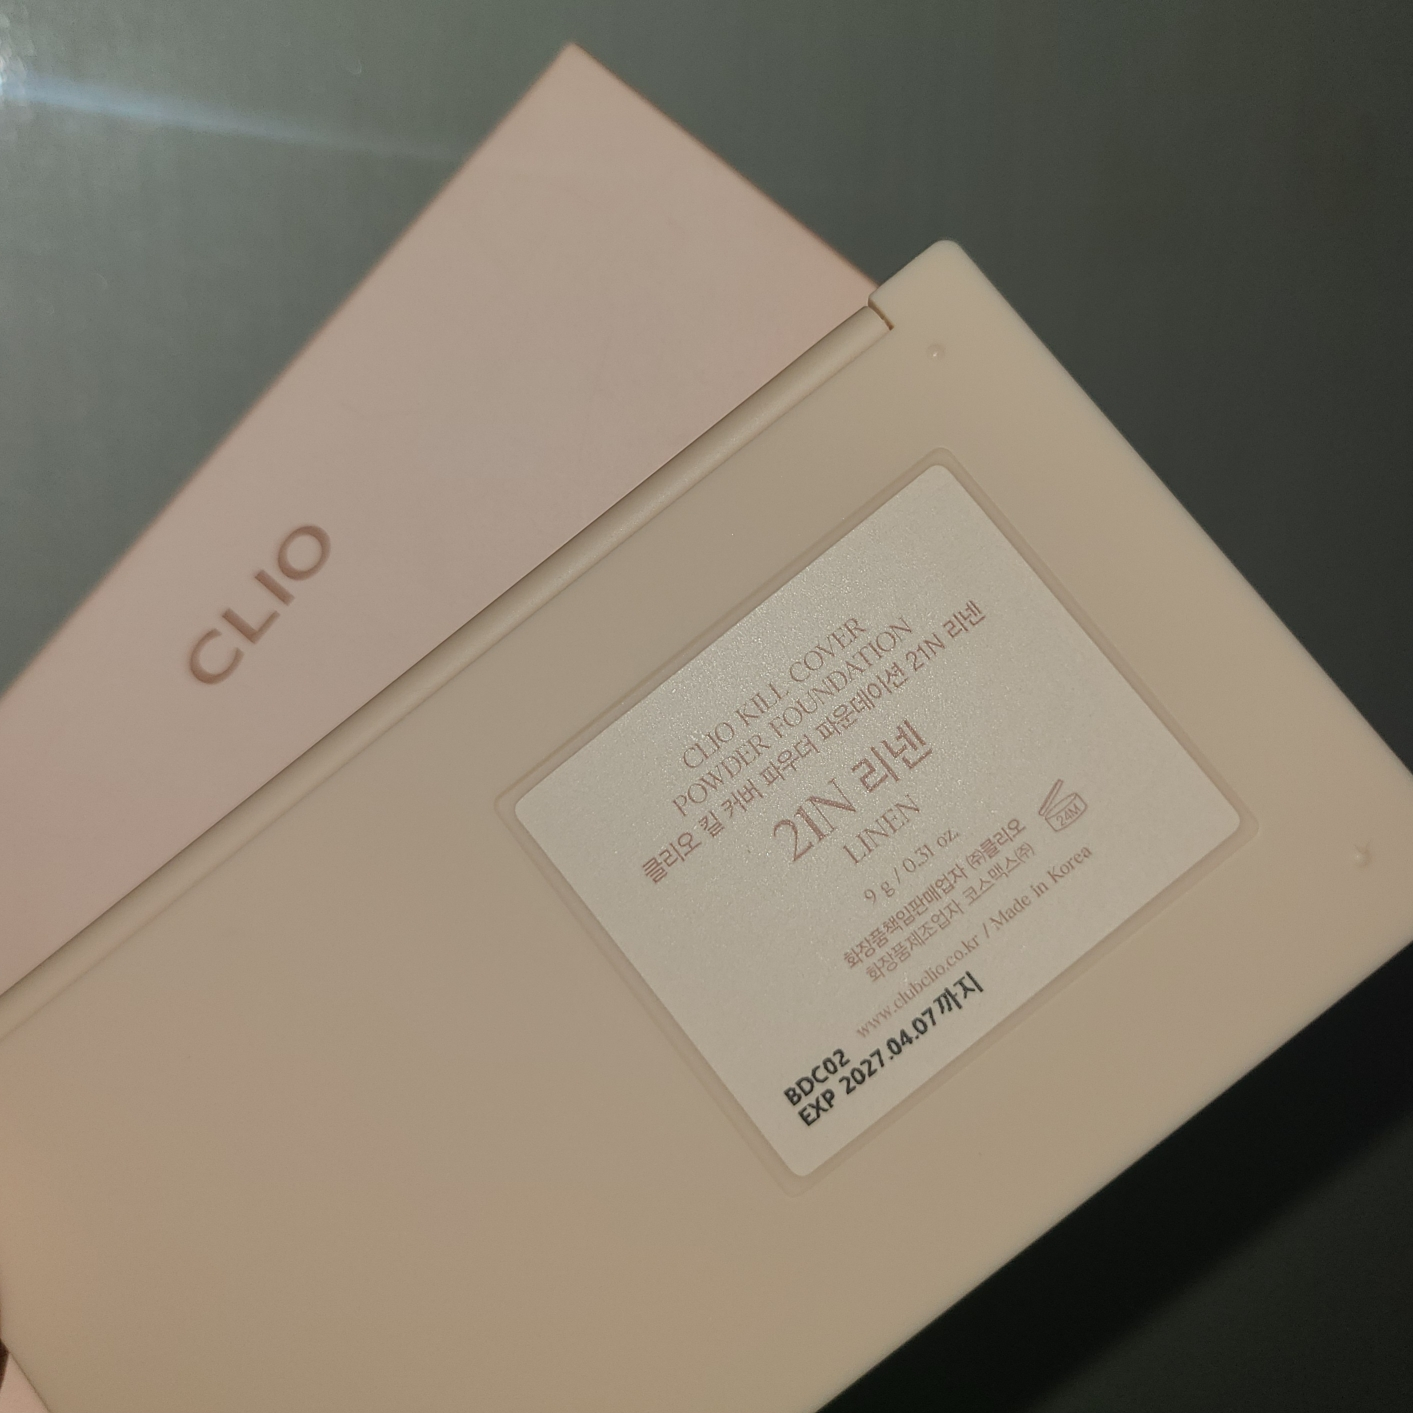 CLIO
CLIO KILL COVER
POWDER FOUNDATION
클리오 킬 커버 파우더 파운데이션 21N 리넨
21N 리넨
LINEN
9 g / 0.31 oz.
화장품책임판매업자 ㈜클리오
화장품제조업자 코스맥스㈜
24M
www.clubclio.co.kr / Made in Korea
BDC02
EXP 2027.04.07까지